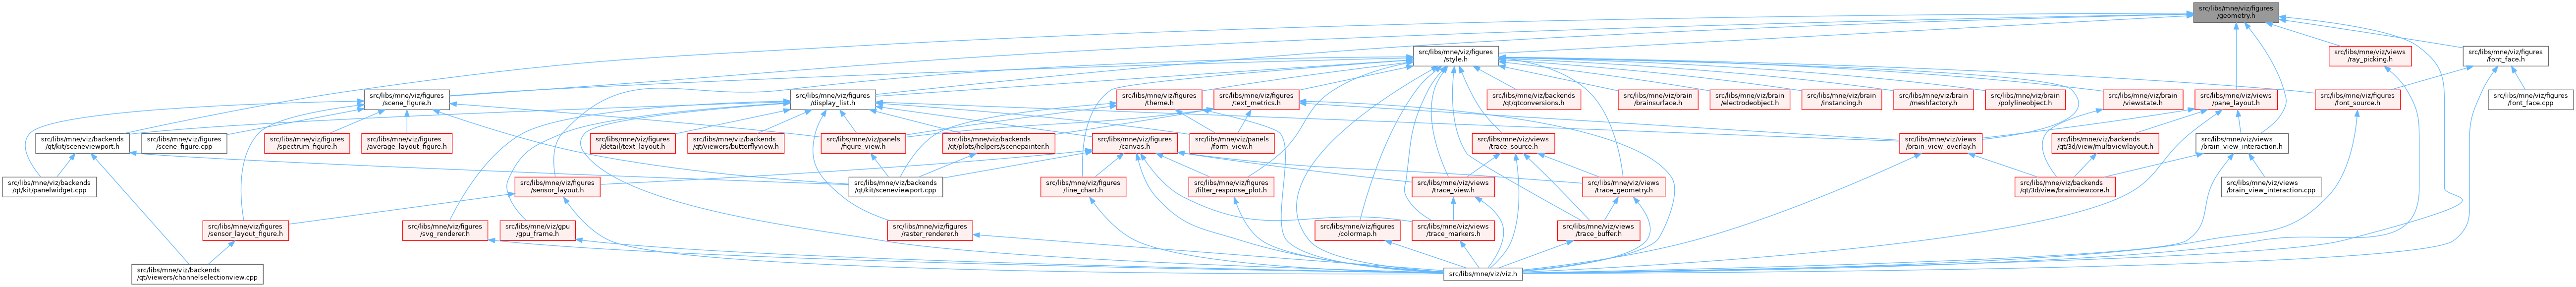 src/libs/mne/viz/figures
/geometry.h
src/libs/mne/viz/figures
/style.h
src/libs/mne/viz/views
/ray_picking.h
src/libs/mne/viz/figures
/font_face.h
src/libs/mne/viz/figures
/scene_figure.h
src/libs/mne/viz/figures
/display_list.h
src/libs/mne/viz/figures
/theme.h
src/libs/mne/viz/figures
/text_metrics.h
src/libs/mne/viz/backends
/qt/qtconversions.h
src/libs/mne/viz/brain
/brainsurface.h
src/libs/mne/viz/brain
/electrodeobject.h
src/libs/mne/viz/brain
/instancing.h
src/libs/mne/viz/brain
/meshfactory.h
src/libs/mne/viz/brain
/polylineobject.h
src/libs/mne/viz/brain
/viewstate.h
src/libs/mne/viz/views
/pane_layout.h
src/libs/mne/viz/figures
/font_source.h
src/libs/mne/viz/figures
/font_face.cpp
src/libs/mne/viz/backends
/qt/kit/sceneviewport.h
src/libs/mne/viz/figures
/scene_figure.cpp
src/libs/mne/viz/figures
/spectrum_figure.h
src/libs/mne/viz/figures
/average_layout_figure.h
src/libs/mne/viz/figures
/detail/text_layout.h
src/libs/mne/viz/backends
/qt/viewers/butterflyview.h
src/libs/mne/viz/panels
/figure_view.h
src/libs/mne/viz/backends
/qt/plots/helpers/scenepainter.h
src/libs/mne/viz/figures
/canvas.h
src/libs/mne/viz/panels
/form_view.h
src/libs/mne/viz/views
/trace_source.h
src/libs/mne/viz/views
/brain_view_overlay.h
src/libs/mne/viz/backends
/qt/3d/view/multiviewlayout.h
src/libs/mne/viz/views
/brain_view_interaction.h
src/libs/mne/viz/backends
/qt/kit/panelwidget.cpp
src/libs/mne/viz/figures
/sensor_layout.h
src/libs/mne/viz/backends
/qt/kit/sceneviewport.cpp
src/libs/mne/viz/figures
/line_chart.h
src/libs/mne/viz/figures
/filter_response_plot.h
src/libs/mne/viz/views
/trace_view.h
src/libs/mne/viz/views
/trace_geometry.h
src/libs/mne/viz/backends
/qt/3d/view/brainviewcore.h
src/libs/mne/viz/views
/brain_view_interaction.cpp
src/libs/mne/viz/figures
/sensor_layout_figure.h
src/libs/mne/viz/figures
/svg_renderer.h
src/libs/mne/viz/gpu
/gpu_frame.h
src/libs/mne/viz/figures
/raster_renderer.h
src/libs/mne/viz/figures
/colormap.h
src/libs/mne/viz/views
/trace_markers.h
src/libs/mne/viz/views
/trace_buffer.h
src/libs/mne/viz/backends
/qt/viewers/channelselectionview.cpp
src/libs/mne/viz/viz.h